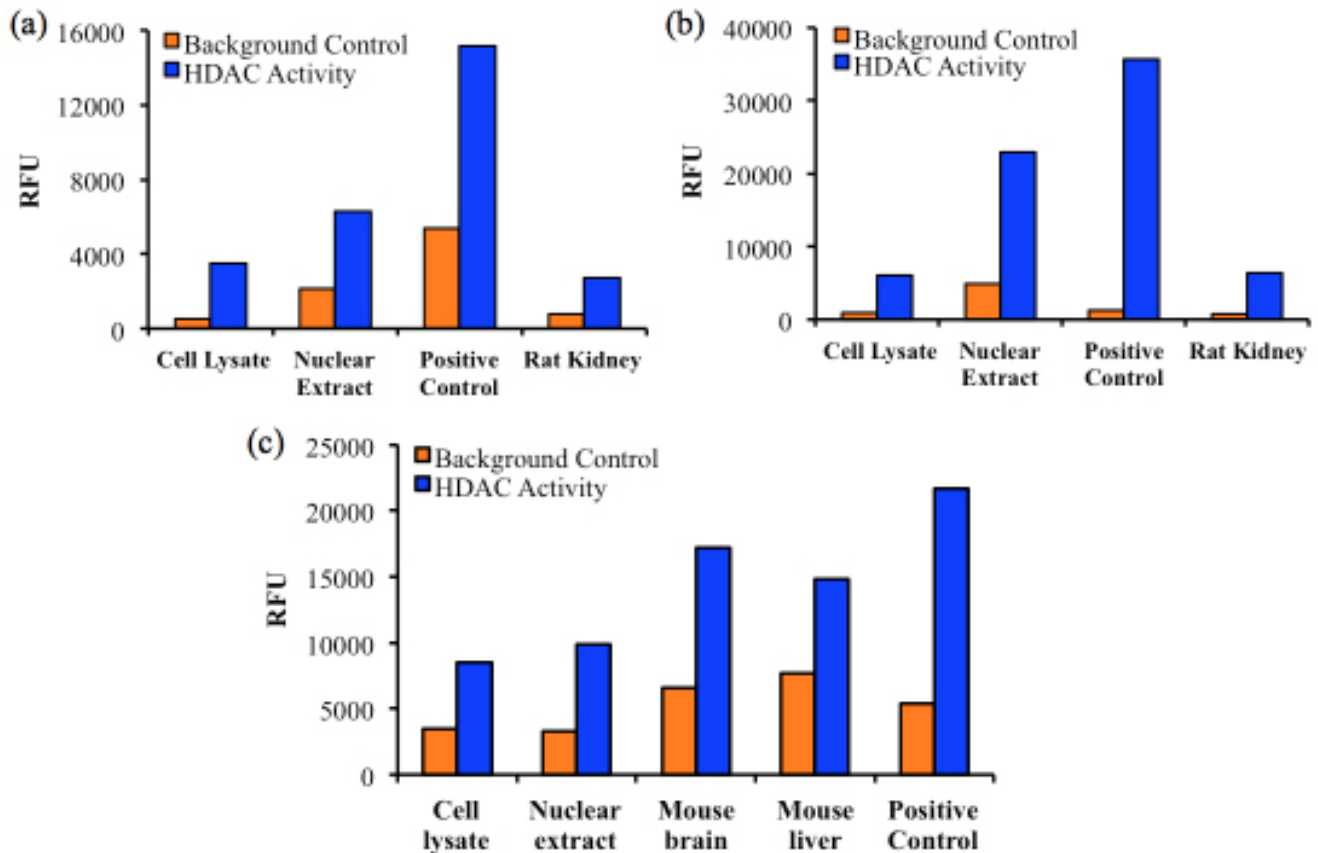 (a)
16000
12000
8000
4000
0
RFU
Background Control
HDAC Activity
Cell Lysate
Nuclear
Extract
Positive
Control
Rat Kidney
(b)
40000
30000
20000
10000
0
RFU
Background Control
HDAC Activity
Cell Lysate
Nuclear
Extract
Positive
Control
Rat Kidney
(c)
25000
20000
15000
10000
5000
0
RFU
Background Control
HDAC Activity
Cell
lysate
Nuclear
extract
Mouse
brain
Mouse
liver
Positive
Control